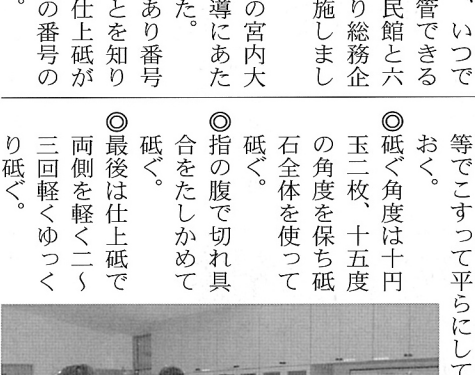 、いつで
管できる
民館と六
り総務企
施しまし
の宮内大
導にあた
た。
あり番号
とを知り
仕上砥が
の番号の
。
等でこすって平らにして
おく。
◎砥ぐ角度は十円
玉二枚、十五度
の角度を保ち砥
石全体を使って
砥ぐ。
◎指の腹で切れ具
合をたしかめて
砥ぐ。
◎最後は仕上砥で
両側を軽く二〜
三回軽くゆっく
り砥ぐ。